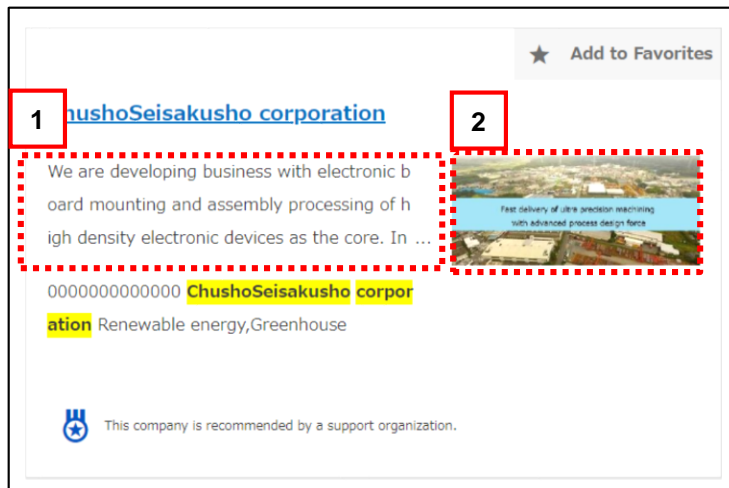 Add to Favorites
1
hushoSeisakusho corporation
2
We are developing business with electronic b
oard mounting and assembly processing of h
igh density electronic devices as the core. In ...
Fast delivery of ultra precision machining
with advanced process design force
0000000000000 ChushoSeisakusho corpor
ation Renewable energy,Greenhouse
This company is recommended by a support organization.